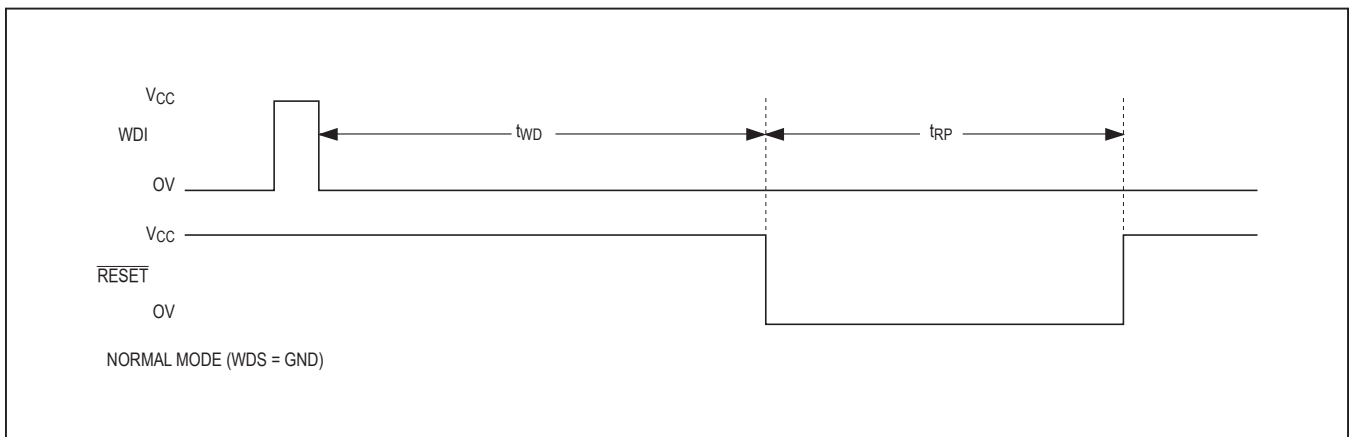 VCC
WDI
tWD
tRP
OV
VCC
RESET
OV
NORMAL MODE (WDS = GND)